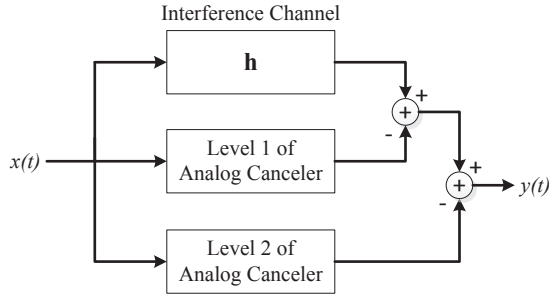 Interference Channel
h
+
+
-
Level 1 of
Analog Canceler
+
x(t)
+
y(t)
-
Level 2 of
Analog Canceler